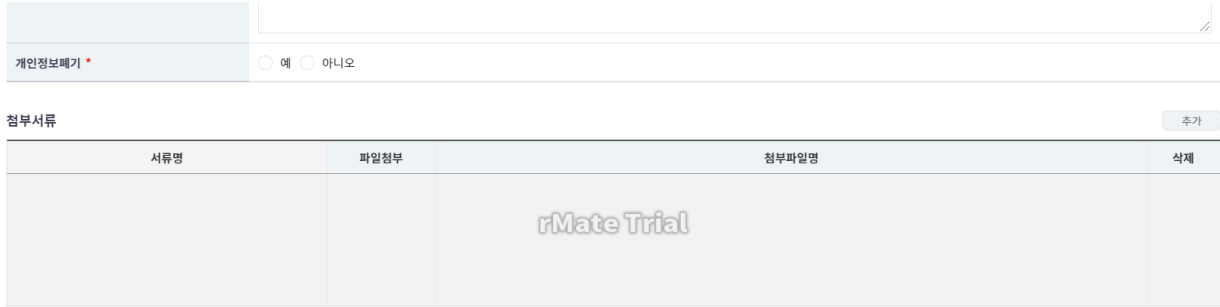 개인정보폐기 *
예 아니오
첨부서류
추가
서류명 파일첨부 첨부파일명 삭제
rMate Trial